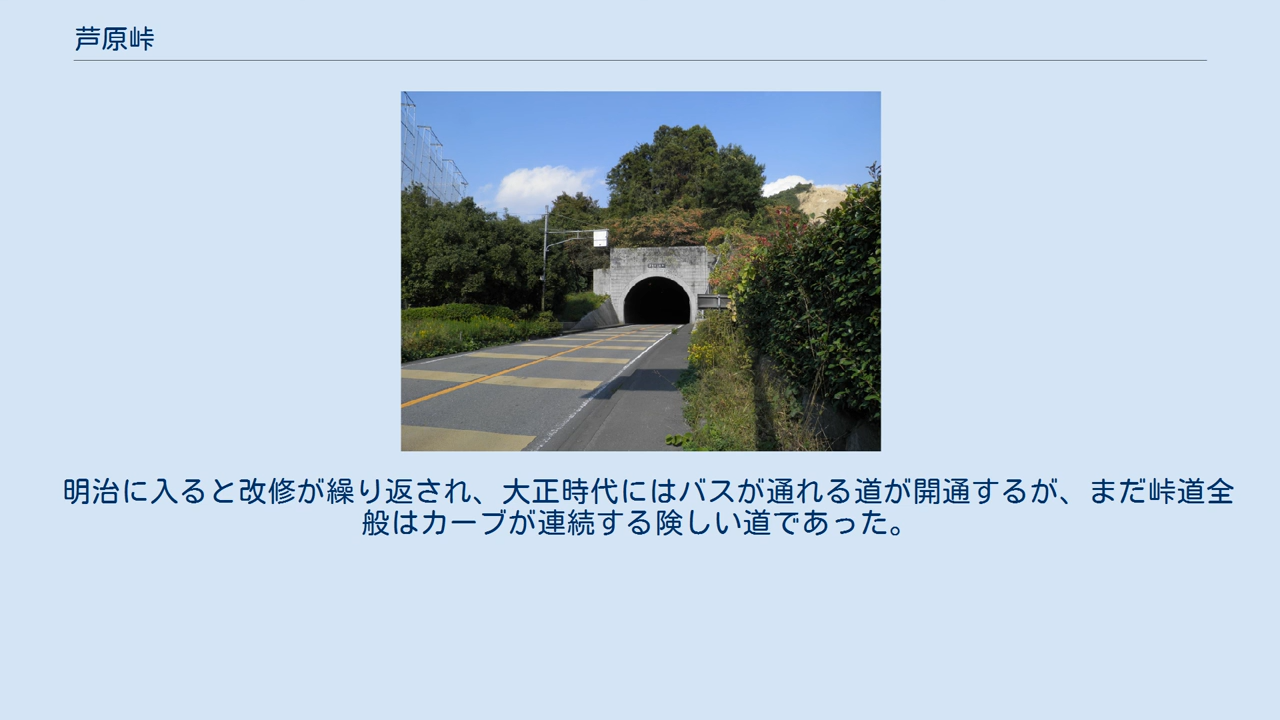 芦原峠
明治に入ると改修が繰り返され、大正時代にはバスが通れる道が開通するが、まだ峠道全
般はカーブが連続する険しい道であった。